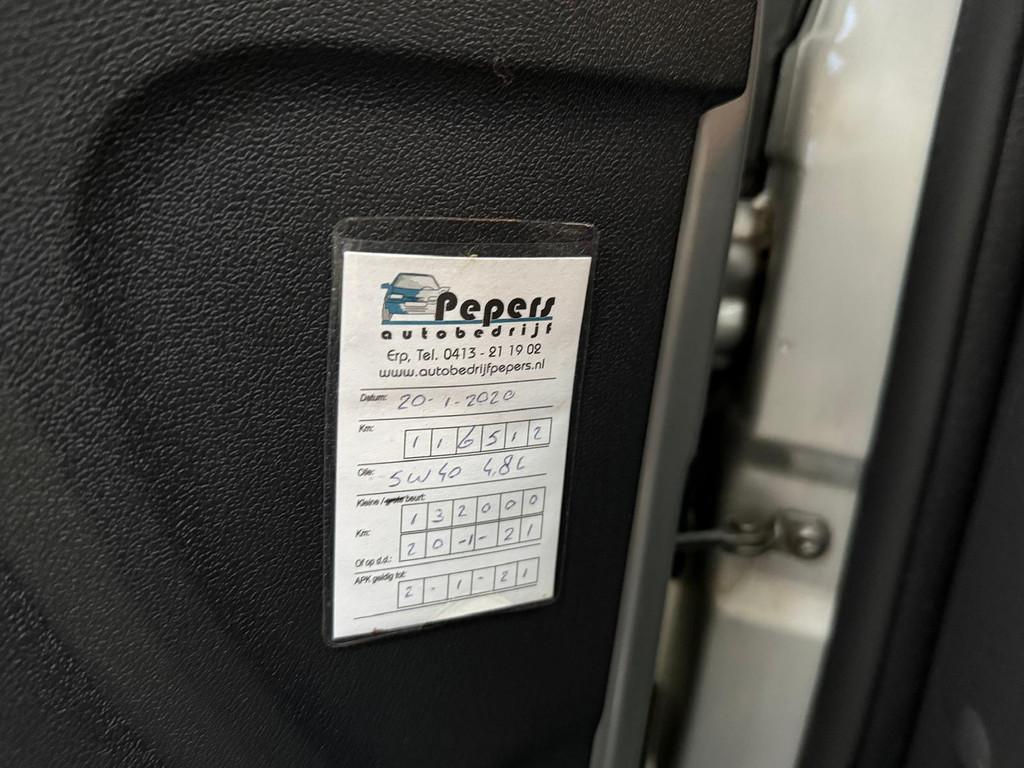 Pepers
autobedrijf
Erp, Tel. 0413 - 21 19 02
www.autobedrijfpepers.nl
Datum: 20-1-2020
Km: 116512
Olie: 5W40 4,8L
Kleine / grote beurt:
Km: 132000
Of op d.d.: 20-1-21
APK geldig tot: 2-1-21